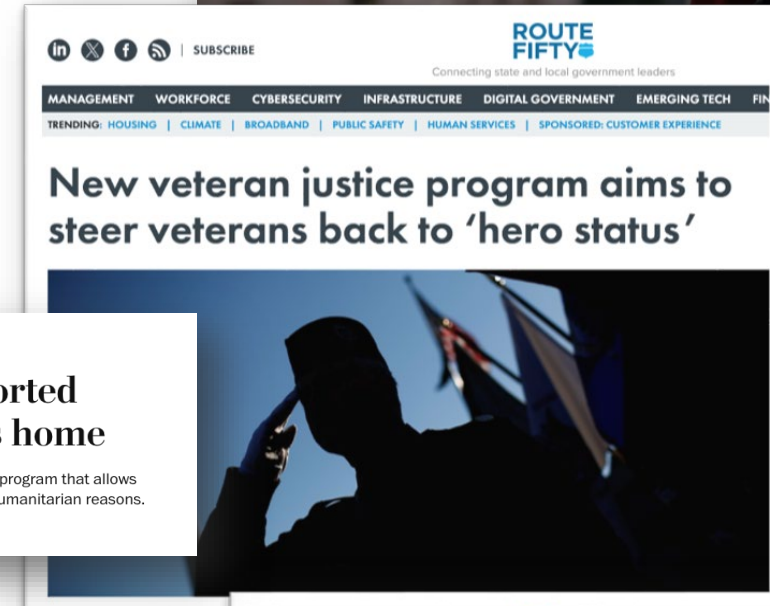 in X f | SUBSCRIBE
ROUTE
FIFTY
Connecting state and local government leaders
MANAGEMENT WORKFORCE CYBERSECURITY INFRASTRUCTURE DIGITAL GOVERNMENT EMERGING TECH
TRENDING: HOUSING | CLIMATE | BROADBAND | PUBLIC SAFETY | HUMAN SERVICES | SPONSORED: CUSTOMER EXPERIENCE
New veteran justice program aims to
steer veterans back to ‘hero status’
home
program that allows
humanitarian reasons.